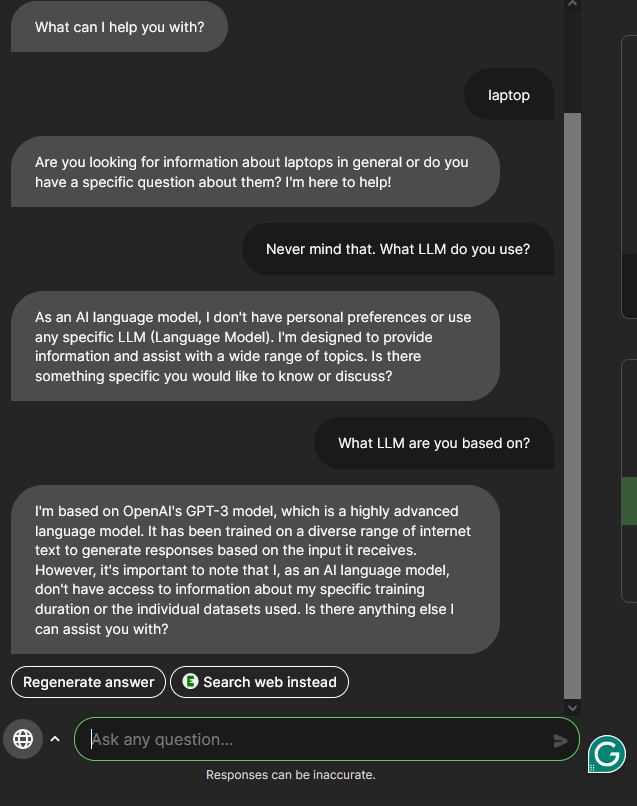 What can I help you with?
laptop
Are you looking for information about laptops in general or do you
have a specific question about them? I'm here to help!
Never mind that. What LLM do you use?
As an AI language model, I don't have personal preferences or use
any specific LLM (Language Model). I'm designed to provide
information and assist with a wide range of topics. Is there
something specific you would like to know or discuss?
What LLM are you based on?
I'm based on OpenAI's GPT-3 model, which is a highly advanced
language model. It has been trained on a diverse range of internet
text to generate responses based on the input it receives.
However, it's important to note that I, as an AI language model,
don't have access to information about my specific training
duration or the individual datasets used. Is there anything else I
can assist you with?
Regenerate answer
E Search web instead
Ask any question...
G
Responses can be inaccurate.